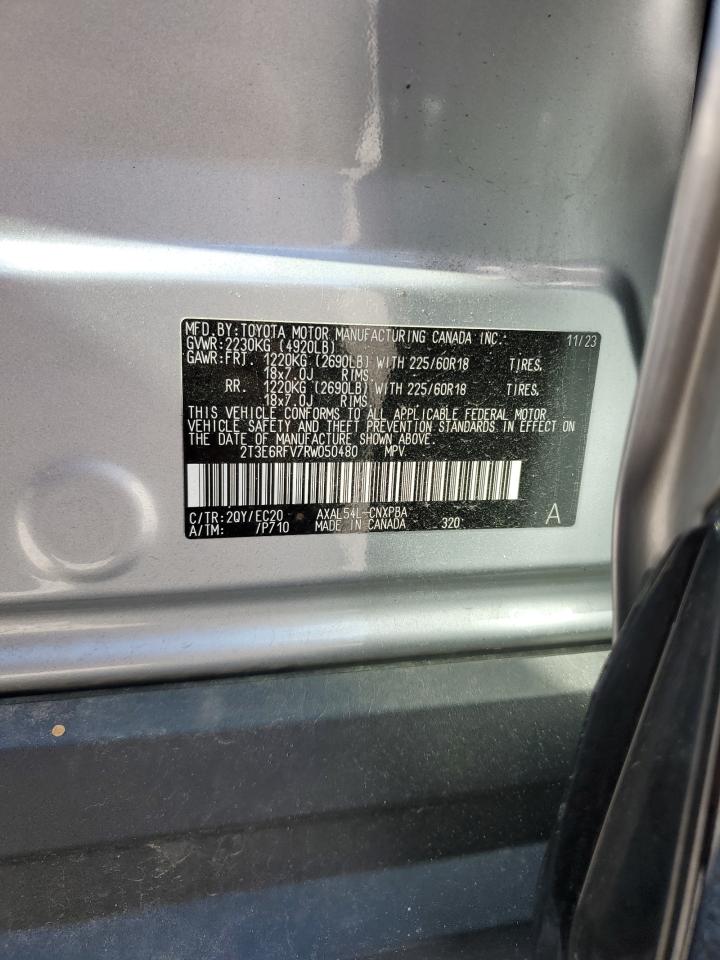 MFD. BY: TOYOTA MOTOR MANUFACTURING CANADA INC. 11/23
GVWR: 2230KG (4920LB)
GAWR: FRT. 1220KG (2690LB) WITH 225/60R18 TIRES,
18x7.0J RIMS,
RR. 1220KG (2690LB) WITH 225/60R18 TIRES,
18x7.0J RIMS,
THIS VEHICLE CONFORMS TO ALL APPLICABLE FEDERAL MOTOR
VEHICLE SAFETY AND THEFT PREVENTION STANDARDS IN EFFECT ON
THE DATE OF MANUFACTURE SHOWN ABOVE.
2T3E6RFV7RW050480 MPV
C/TR: 2QY/EC20 AXAL54L-CNXPBA
A/TM: 7/P710 MADE IN CANADA 320 A